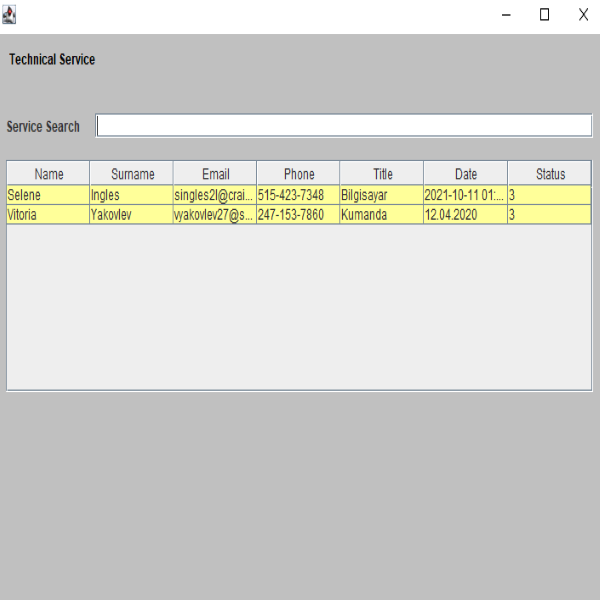 Technical Service
Service Search
Name Surname Email Phone Title Date Status
Selene Ingles singles2l@crai... 515-423-7348 Bilgisayar 2021-10-11 01:... 3
Vitoria Yakovlev vyakovlev27@s... 247-153-7860 Kumanda 12.04.2020 3